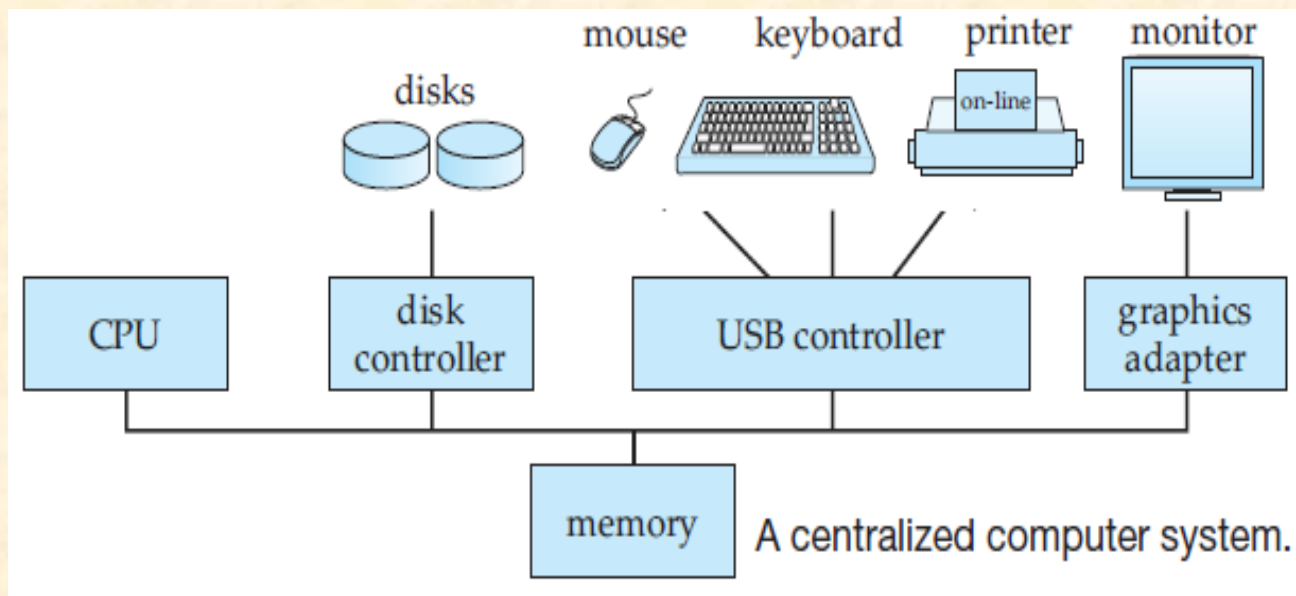 mouse keyboard printer monitor
disks
on-line
CPU
disk
controller
USB controller
graphics
adapter
memory
A centralized computer system.